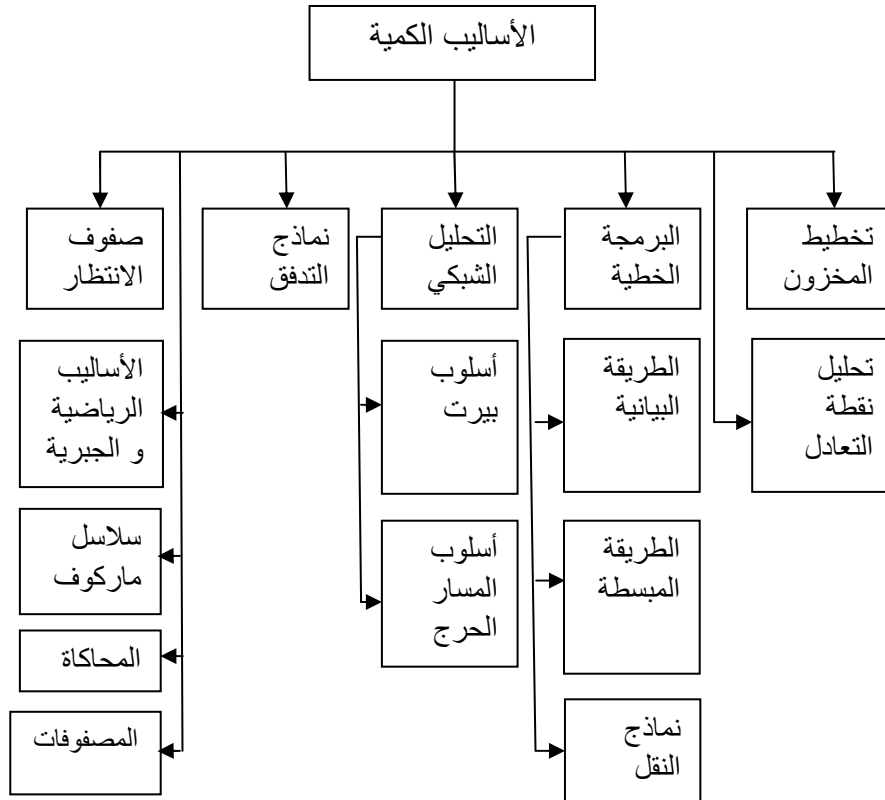 الأساليب الكمية
تخطيط
المخزون
البرمجة
الخطية
التحليل
الشبكي
نماذج
التدفق
صفوف
الانتظار
تحليل
نقطة
التعادل
الطريقة
البيانية
أسلوب
بيرت
الأساليب
الرياضية
و الجبرية
الطريقة
المبسطة
أسلوب
المسار
الحرج
سلاسل
ماركوف
المحاكاة
نماذج
النقل
المصفوفات